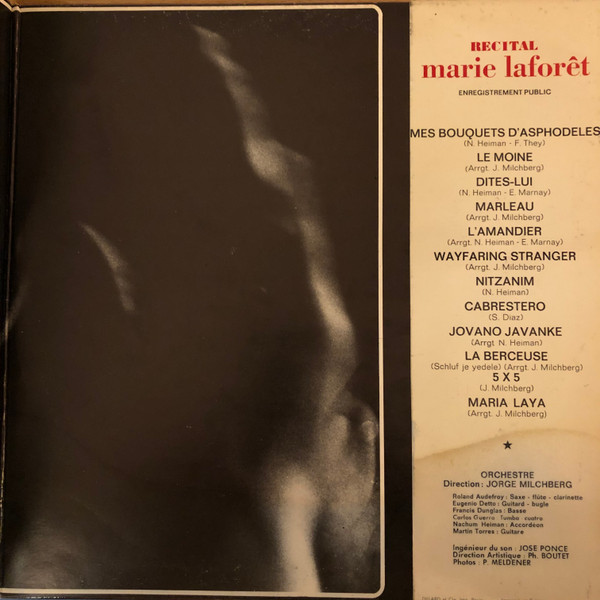 RECITAL
marie laforêt
ENREGISTREMENT PUBLIC
MES BOUQUETS D'ASPHODELES
(N. Heiman - F. They)
LE MOINE
(Arrgt. J. Milchberg)
DITES-LUI
(N. Heiman - E. Marnay)
MARLEAU
(Arrgt. J. Milchberg)
L'AMANDIER
(Arrgt. N. Heiman - E. Marnay)
WAYFARING STRANGER
(Arrgt. J. Milchberg)
NITZANIM
(N. Heiman)
CABRESTERO
(S. Diaz)
JOVANO JAVANKE
(Arrgt N. Heiman)
LA BERCEUSE
(Schluf je yedele) (Arrgt. J. Milchberg)
5 X 5
(J. Milchberg)
MARIA LAYA
(Arrgt. J. Milchberg)
ORCHESTRE
Direction : JORGE MILCHBERG
Roland Audefroy : Saxe - flûte - clarinette
Eugenio Detto : Guitard - bugle
Francis Dunglas : Basse
Carlos Guerra : Tumba - cuatro
Nachum Heiman : Accordéon
Martin Torres : Guitare
Ingénieur du son : JOSE PONCE
Direction Artistique : Ph. BOUTET
Photos : P. MELDENER